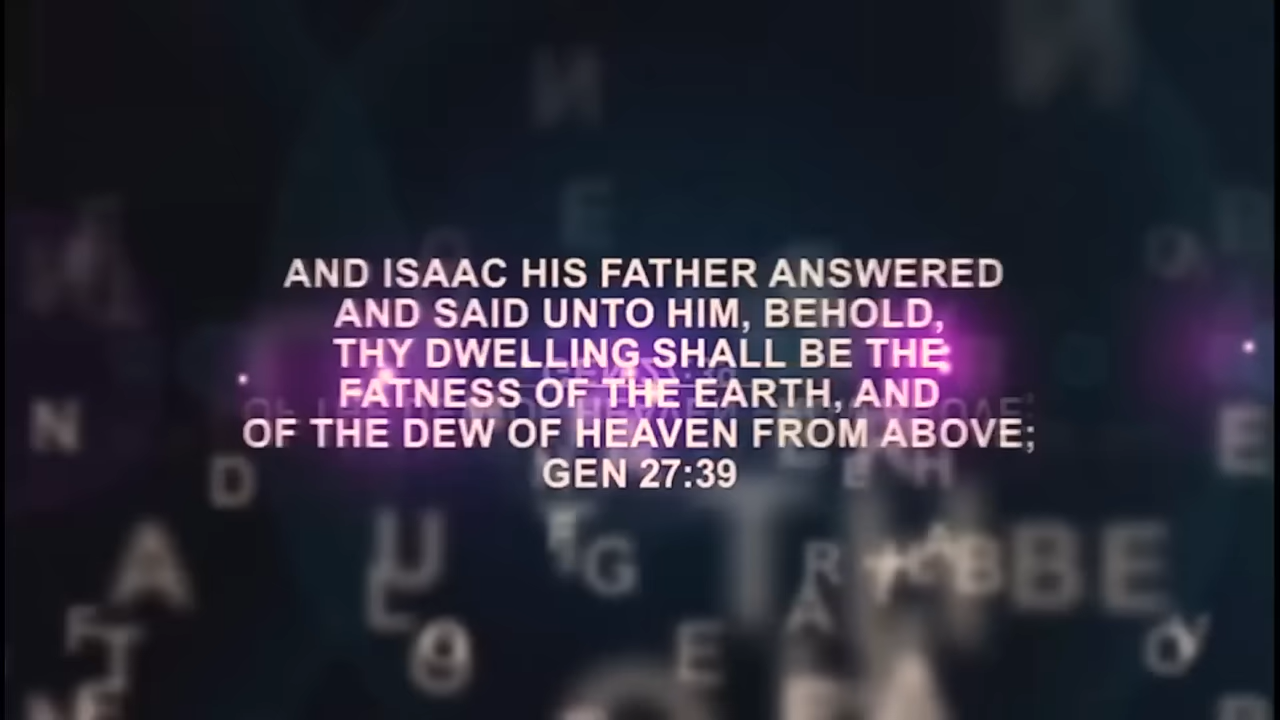 AND ISAAC HIS FATHER ANSWERED
AND SAID UNTO HIM, BEHOLD,
THY DWELLING SHALL BE THE
FATNESS OF THE EARTH, AND
OF THE DEW OF HEAVEN FROM ABOVE;
GEN 27:39